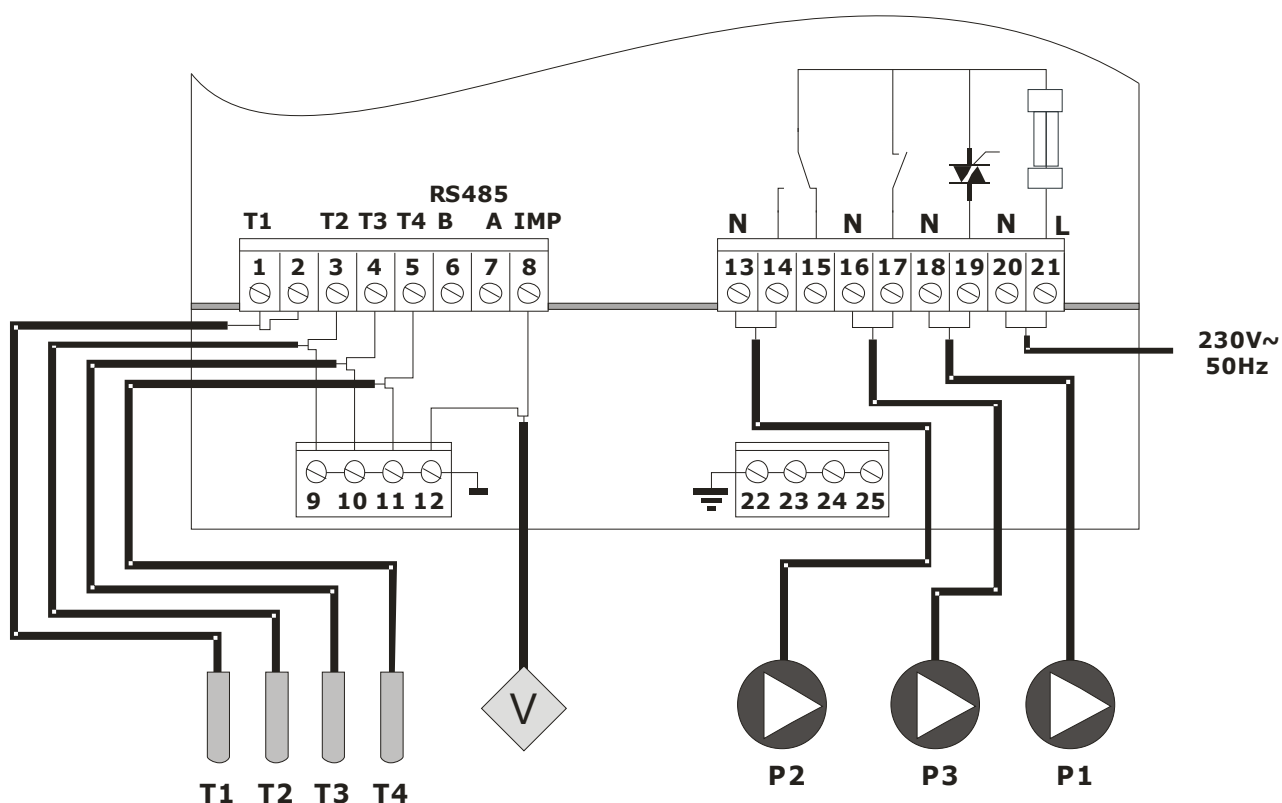 RS485
T1 T2 T3 T4 B A IMP
N N N N L
1 2 3 4 5 6 7 8
13 14 15 16 17 18 19 20 21
230V~
50Hz
9 10 11 12
22 23 24 25
V
T1 T2 T3 T4
P2 P3 P1